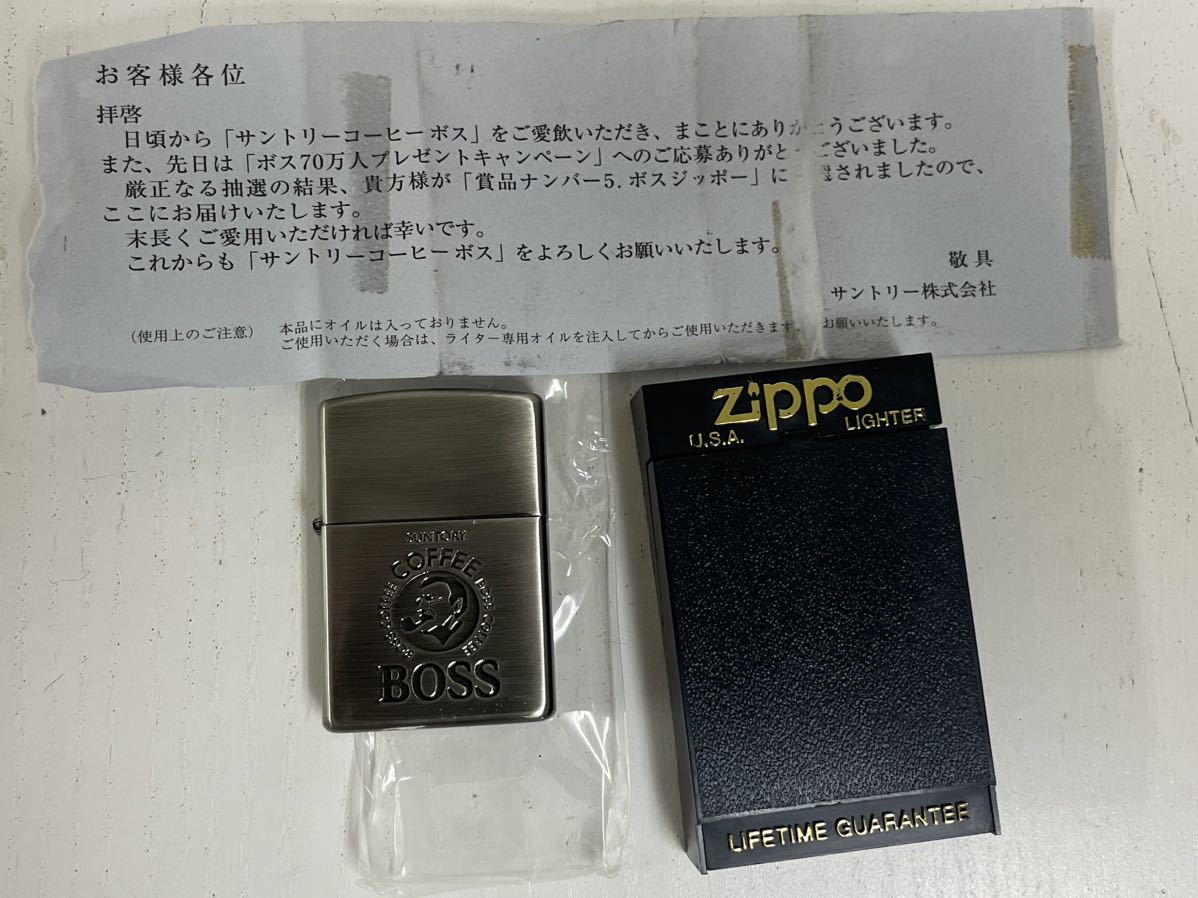 お客様各位
拝啓
日頃から「サントリーコーヒー ボス」をご愛飲いただき、まことにありがとうございます。
また、先日は「ボス70万人プレゼントキャンペーン」へのご応募ありがとございました。
厳正なる抽選の結果、貴方様が「賞品ナンバー5. ボスジッポー」に選されましたので、
ここにお届けいたします。
末長くご愛用いただければ幸いです。
これからも「サントリーコーヒー ボス」をよろしくお願いいたします。
敬具
サントリー株式会社
(使用上のご注意) 本品にオイルは入っておりません。
ご使用いただく場合は、ライター専用オイルを注入してからご使用いただきます お願いいたします。
SUNTORY
COFFEE
BOSS COFFEE BOSS COFFEE
BOSS
zippo
U.S.A. LIGHTER
LIFETIME GUARANTEE